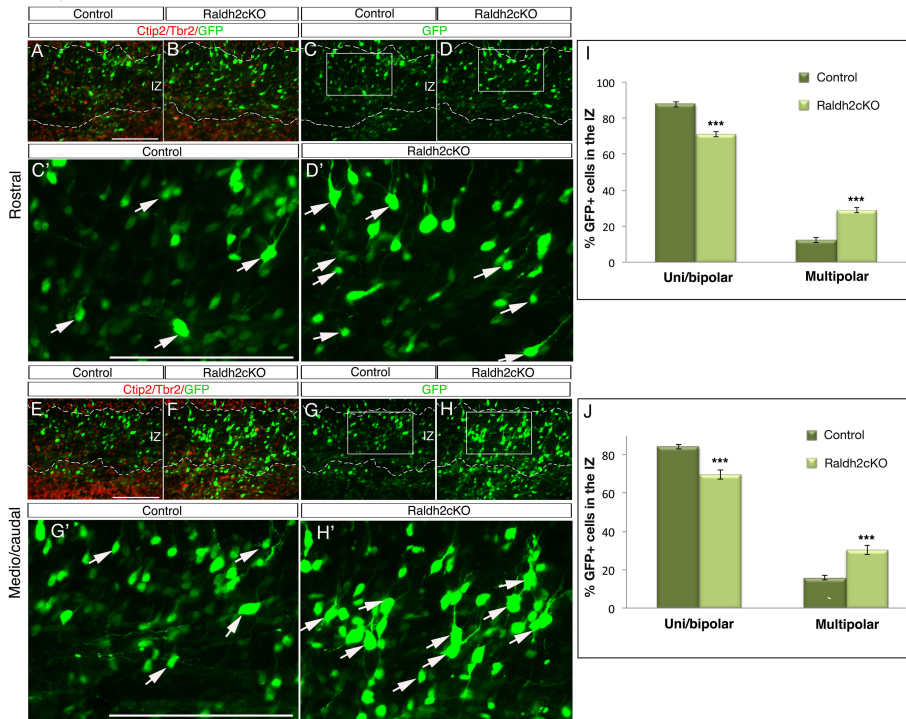 Control Raldh2cKO Control Raldh2cKO
Ctip2/Tbr2/GFP GFP
A B C D
IZ IZ
Control Raldh2cKO
C' D'
Rostral
I
100
80
60
40
20
0
% GFP+ cells in the IZ
Control
Raldh2cKO
***
***
Uni/bipolar Multipolar
Control Raldh2cKO Control Raldh2cKO
Ctip2/Tbr2/GFP GFP
E F G H
IZ IZ
Control Raldh2cKO
G' H'
Medio/caudal
J
80
60
40
20
0
% GFP+ cells in the IZ
Control
Raldh2cKO
***
***
Uni/bipolar Multipolar